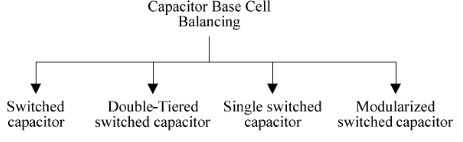 Capacitor Base Cell
Balancing
Switched
capacitor
Double-Tiered
switched capacitor
Single switched
capacitor
Modularized
switched capacitor